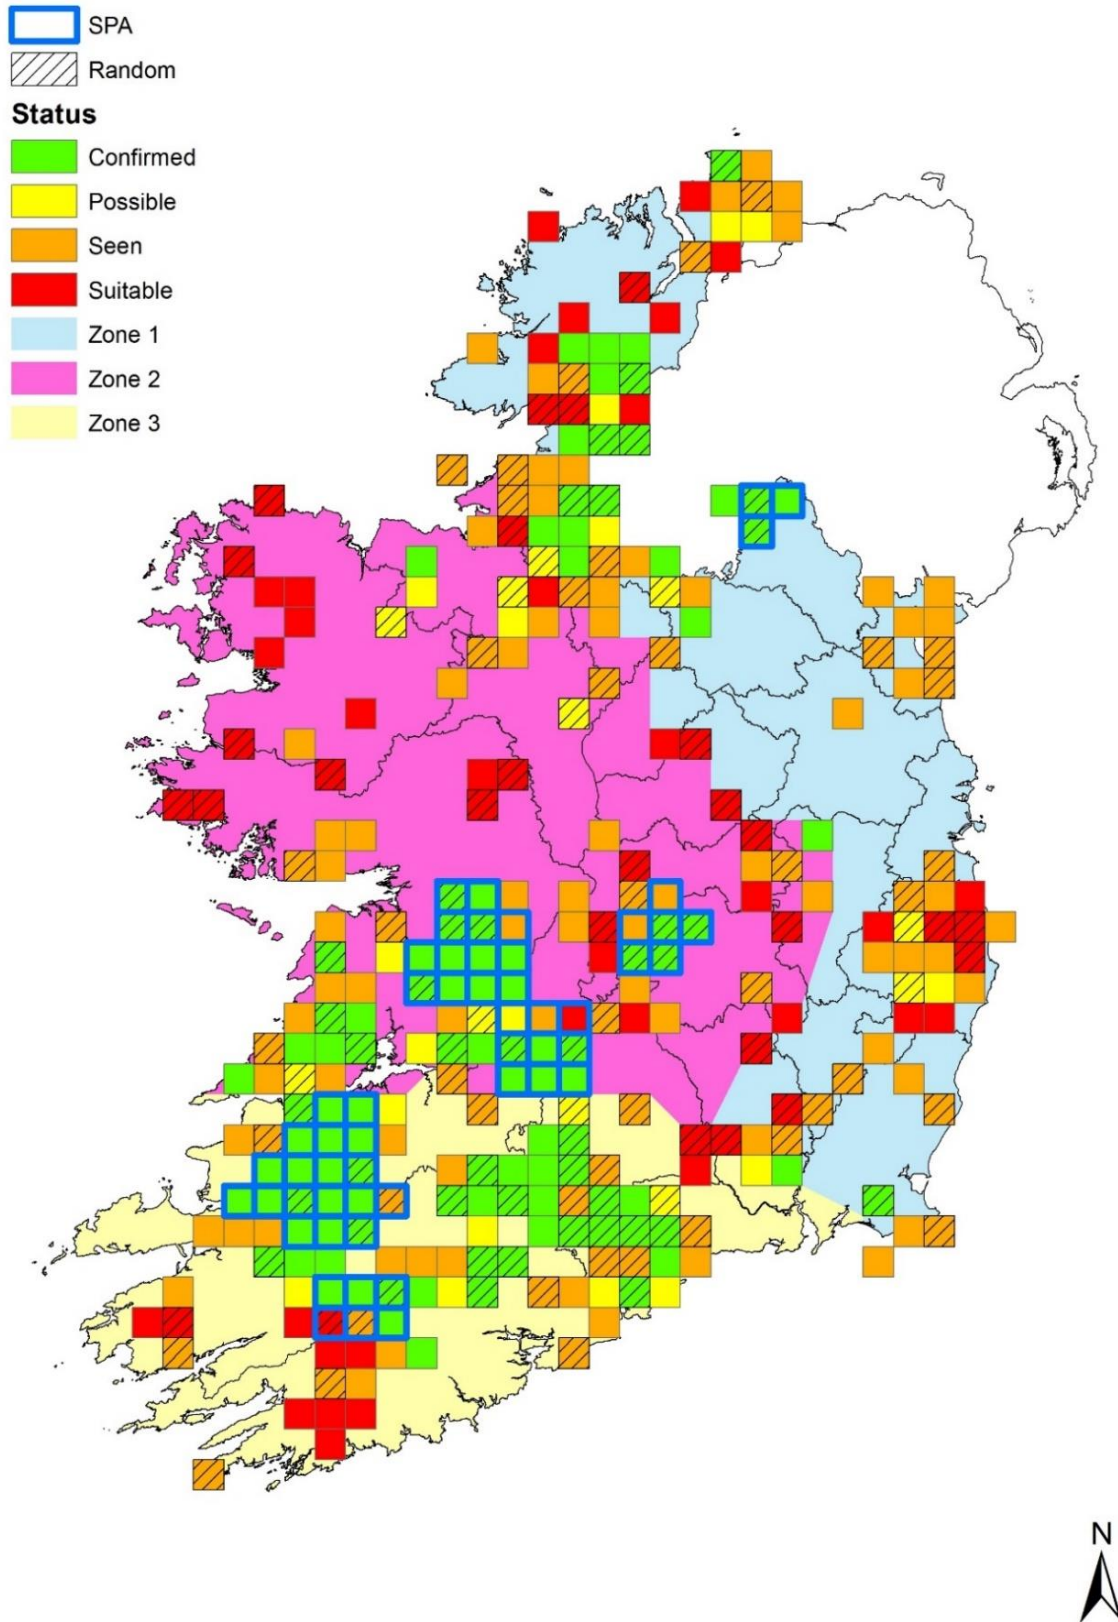 SPA
Random
Status
Confirmed
Possible
Seen
Suitable
Zone 1
Zone 2
Zone 3
N